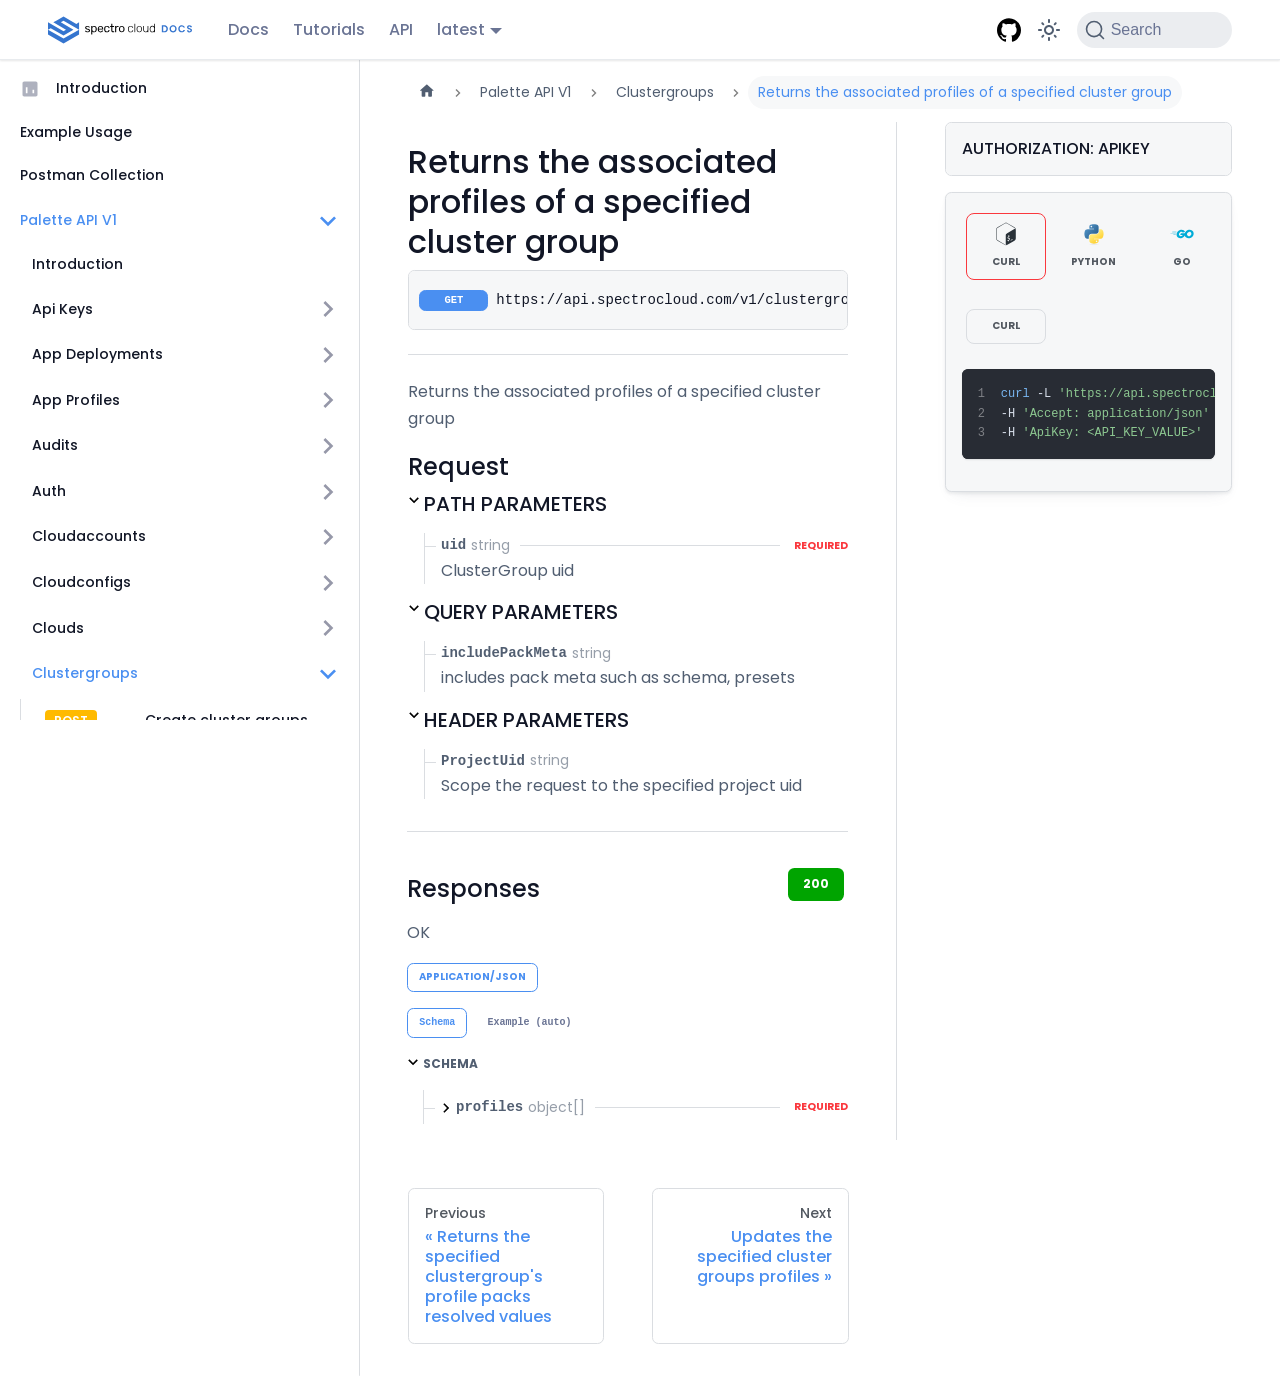 spectro cloud DOCS
Docs
Tutorials
API
latest
Search
Introduction
Example Usage
Postman Collection
Palette API V1
Introduction
Api Keys
App Deployments
App Profiles
Audits
Auth
Cloudaccounts
Cloudconfigs
Clouds
Clustergroups
POST Create cluster groups
Palette API V1
Clustergroups
Returns the associated profiles of a specified cluster group
Returns the associated
profiles of a specified
cluster group
GET https://api.spectrocloud.com/v1/clustergro
Returns the associated profiles of a specified cluster
group
Request
PATH PARAMETERS
uid string REQUIRED
ClusterGroup uid
QUERY PARAMETERS
includePackMeta string
includes pack meta such as schema, presets
HEADER PARAMETERS
ProjectUid string
Scope the request to the specified project uid
Responses
200
OK
APPLICATION/JSON
Schema
Example (auto)
SCHEMA
profiles object[] REQUIRED
Previous
« Returns the
specified
clustergroup's
profile packs
resolved values
Next
Updates the
specified cluster
groups profiles »
AUTHORIZATION: APIKEY
CURL
PYTHON
GO
GO
CURL
1 curl -L 'https://api.spectrocl
2 -H 'Accept: application/json'
3 -H 'ApiKey: <API_KEY_VALUE>'